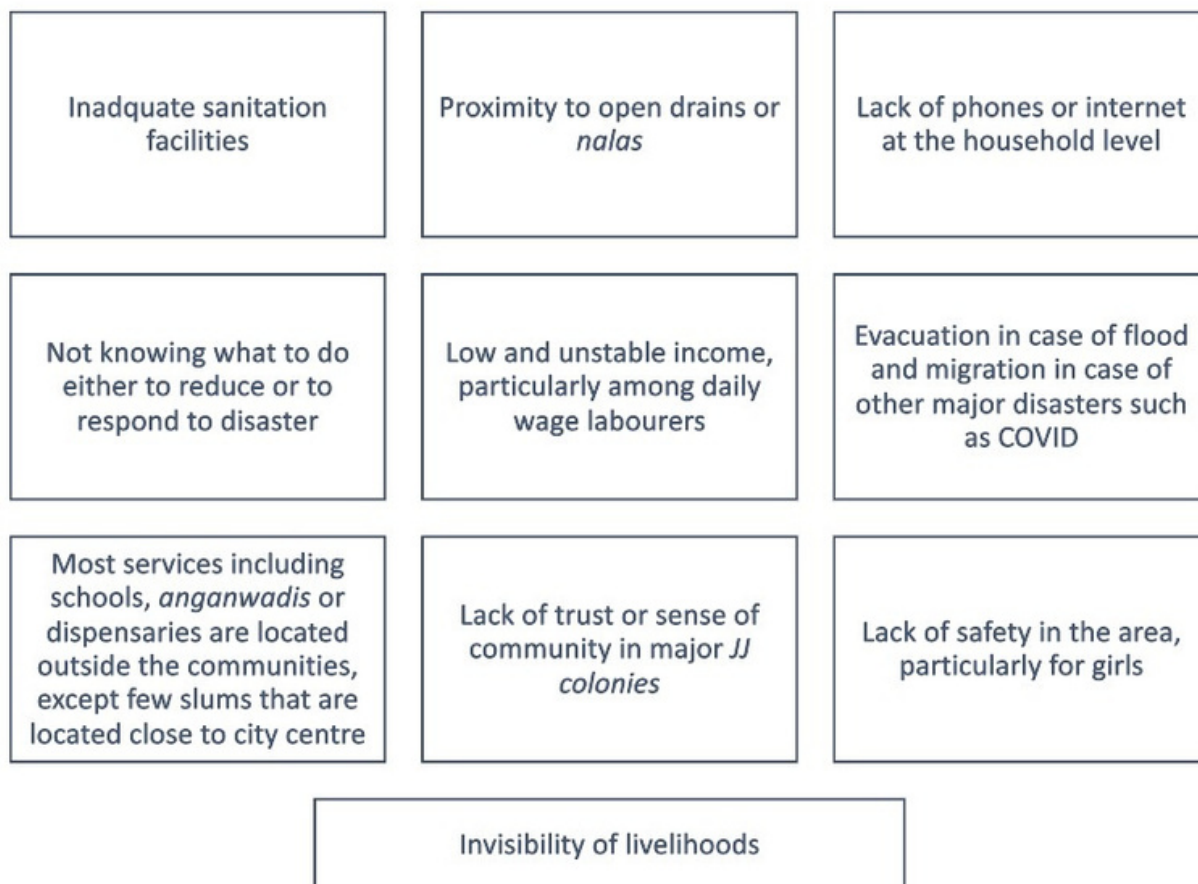 Inadquate sanitation
facilities
Proximity to open drains or
nalas
Lack of phones or internet
at the household level
Not knowing what to do
either to reduce or to
respond to disaster
Low and unstable income,
particularly among daily
wage labourers
Evacuation in case of flood
and migration in case of
other major disasters such
as COVID
Most services including
schools, anganwadis or
dispensaries are located
outside the communities,
except few slums that are
located close to city centre
Lack of trust or sense of
community in major JJ
colonies
Lack of safety in the area,
particularly for girls
Invisibility of livelihoods